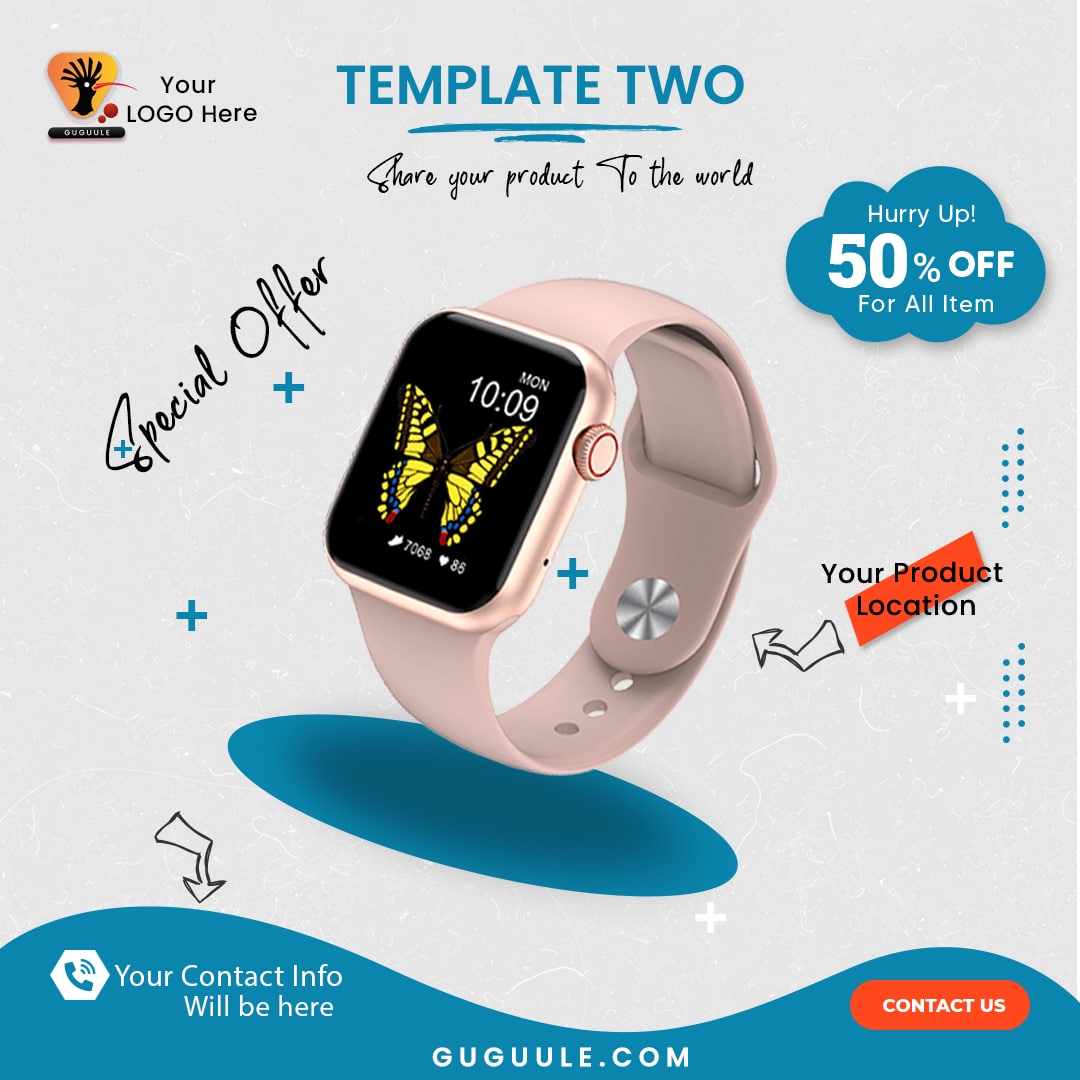 Your
LOGO Here
GUGUULE
TEMPLATE TWO
Share your product To the world
Hurry Up!
50% OFF
For All Item
Special Offer
MON
10:09
7068 86
Your Product
Location
Your Contact Info
Will be here
CONTACT US
GUGUULE.COM